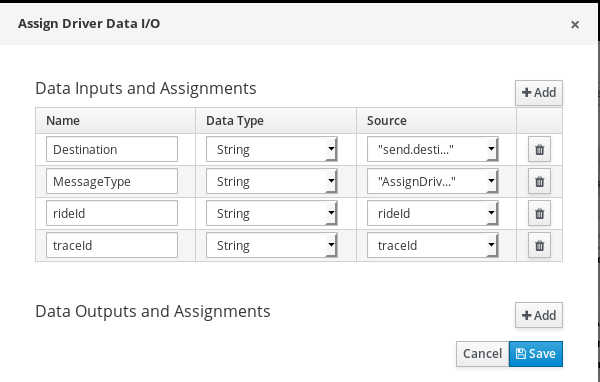 Assign Driver Data I/O ×
Data Inputs and Assignments
Add
Name Data Type Source
Destination String "send.desti..."
MessageType String "AssignDriv..."
rideId String rideId
traceId String traceId
Data Outputs and Assignments
Add
Cancel Save